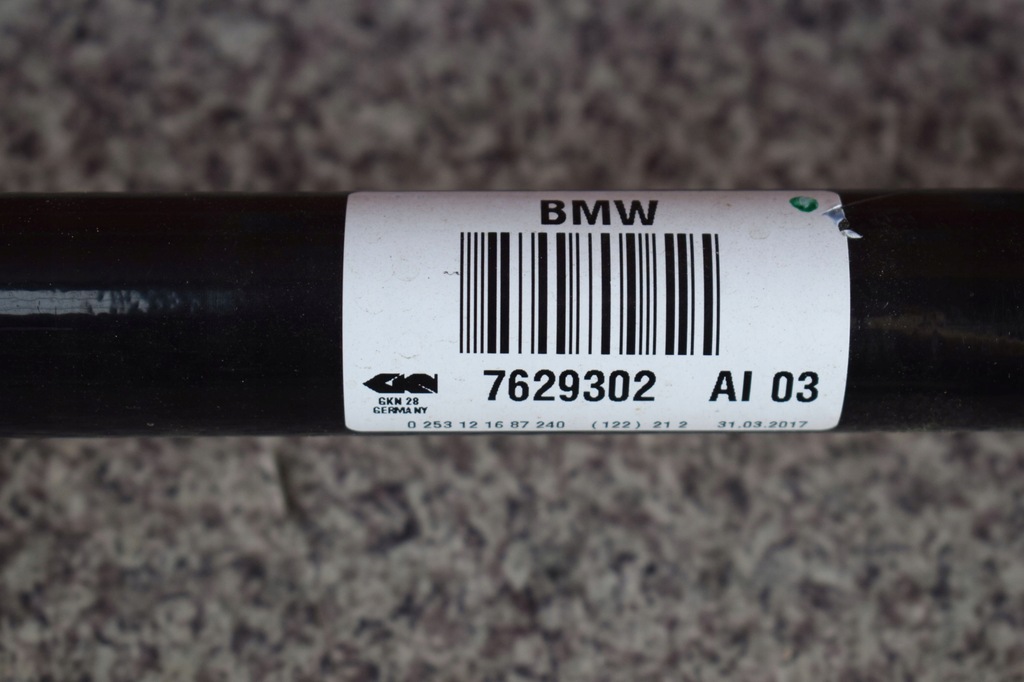 BMW
GKN
7629302 AI 03
GKN 28
GERMANY
0 253 12 16 87 240 (122) 21 2 31.03.2017